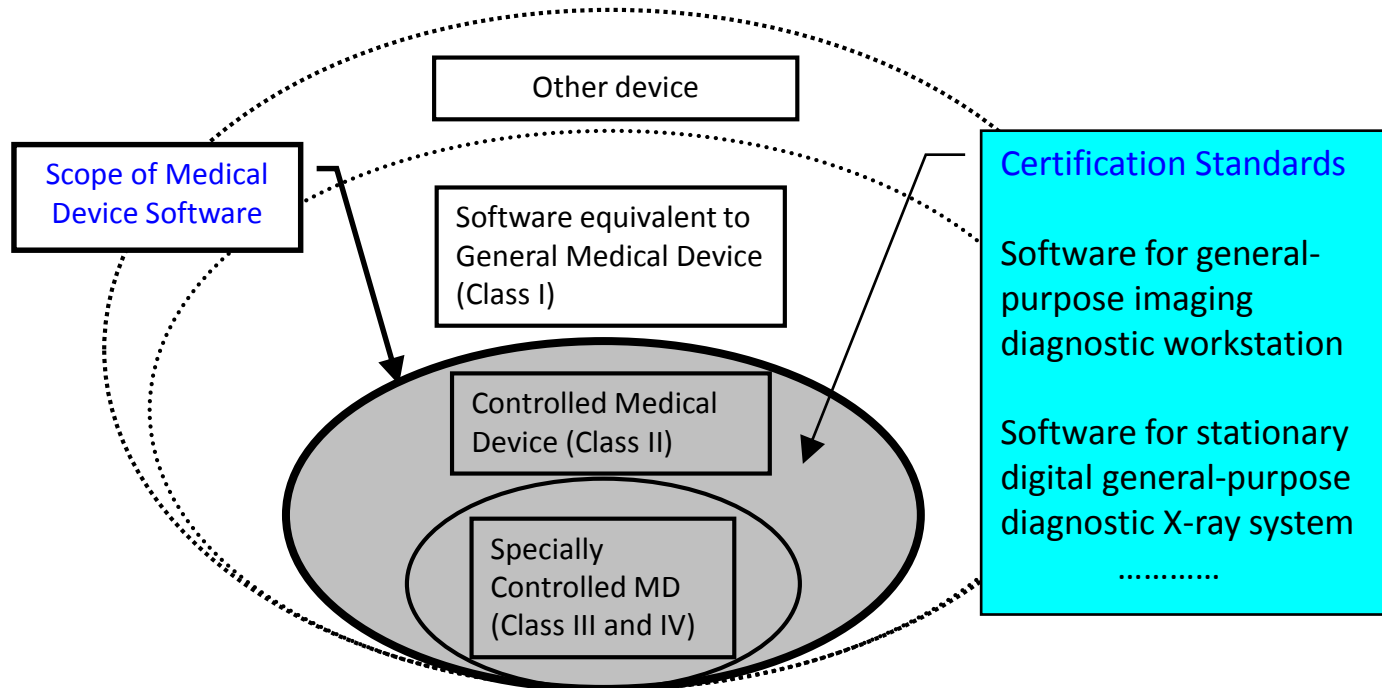 Other device
Scope of Medical
Device Software
Software equivalent to
General Medical Device
(Class I)
Controlled Medical
Device (Class II)
Specially
Controlled MD
(Class III and IV)
Certification Standards
Software for general-
purpose imaging
diagnostic workstation
Software for stationary
digital general-purpose
diagnostic X-ray system
…………